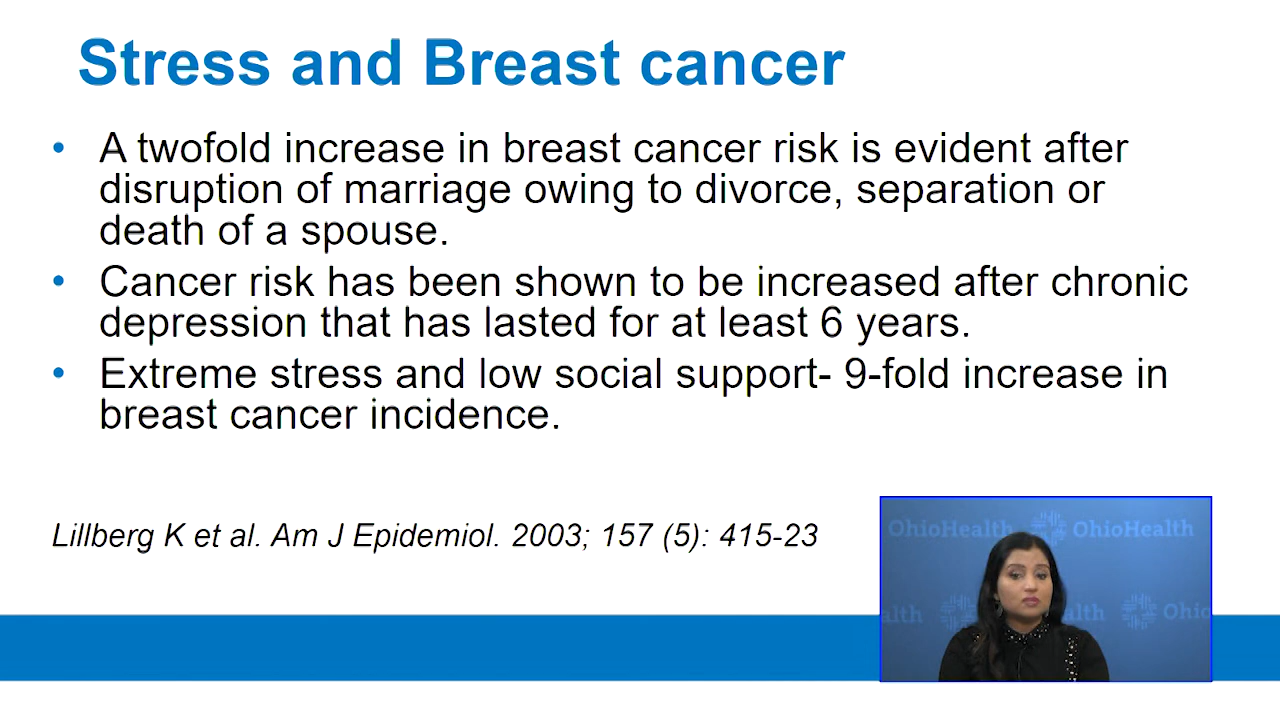 Stress and Breast cancer
• A twofold increase in breast cancer risk is evident after
disruption of marriage owing to divorce, separation or
death of a spouse.
• Cancer risk has been shown to be increased after chronic
depression that has lasted for at least 6 years.
• Extreme stress and low social support- 9-fold increase in
breast cancer incidence.
Lillberg K et al. Am J Epidemiol. 2003; 157 (5): 415-23
OhioHealth OhioHealth
alth alth Ohio